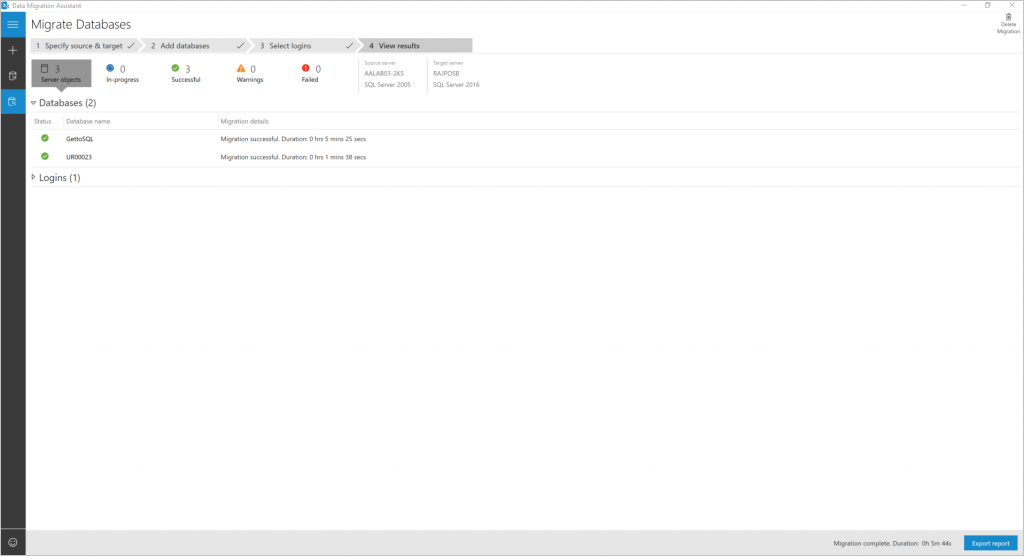 Data Migration Assistant
Migrate Databases
Delete
Migration
1 Specify source & target
2 Add databases
3 Select logins
4 View results
3
Server objects
0
In-progress
3
Successful
0
Warnings
0
Failed
Source server
AALAB03-2K5
SQL Server 2005
Target server
RAJPOSB
SQL Server 2016
Databases (2)
Status Database name Migration details
GettoSQL Migration successful. Duration: 0 hrs 5 mins 25 secs
UR00023 Migration successful. Duration: 0 hrs 1 mins 38 secs
Logins (1)
Migration complete. Duration: 0h 5m 44s
Export report